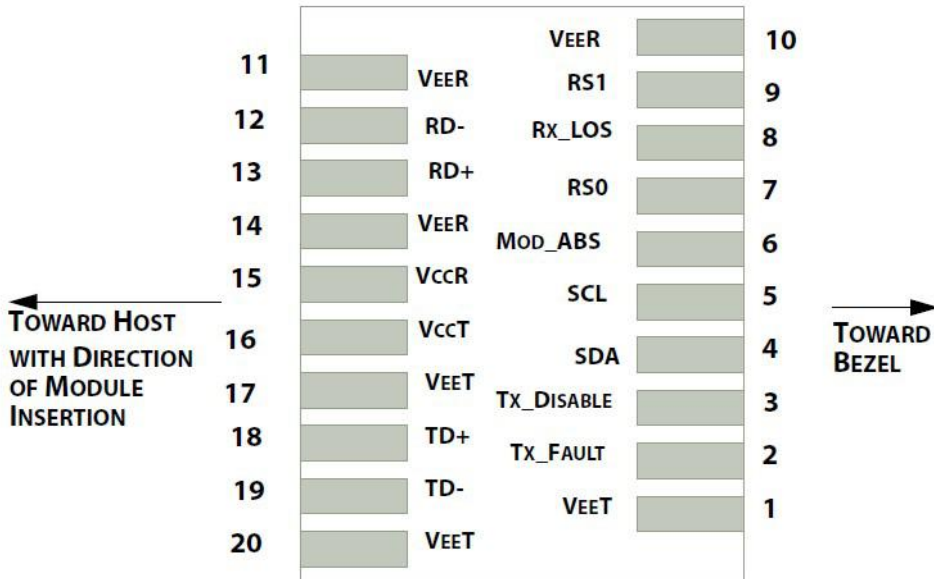 11 VEER
12 RD-
13 RD+
14 VEER
15 VCCR
16 VCCT
17 VEET
18 TD+
19 TD-
20 VEET
VEER 10
RS1 9
RX_LOS 8
RS0 7
MOD_ABS 6
SCL 5
SDA 4
TX_DISABLE 3
TX_FAULT 2
VEET 1
TOWARD HOST
WITH DIRECTION
OF MODULE
INSERTION
TOWARD
BEZEL